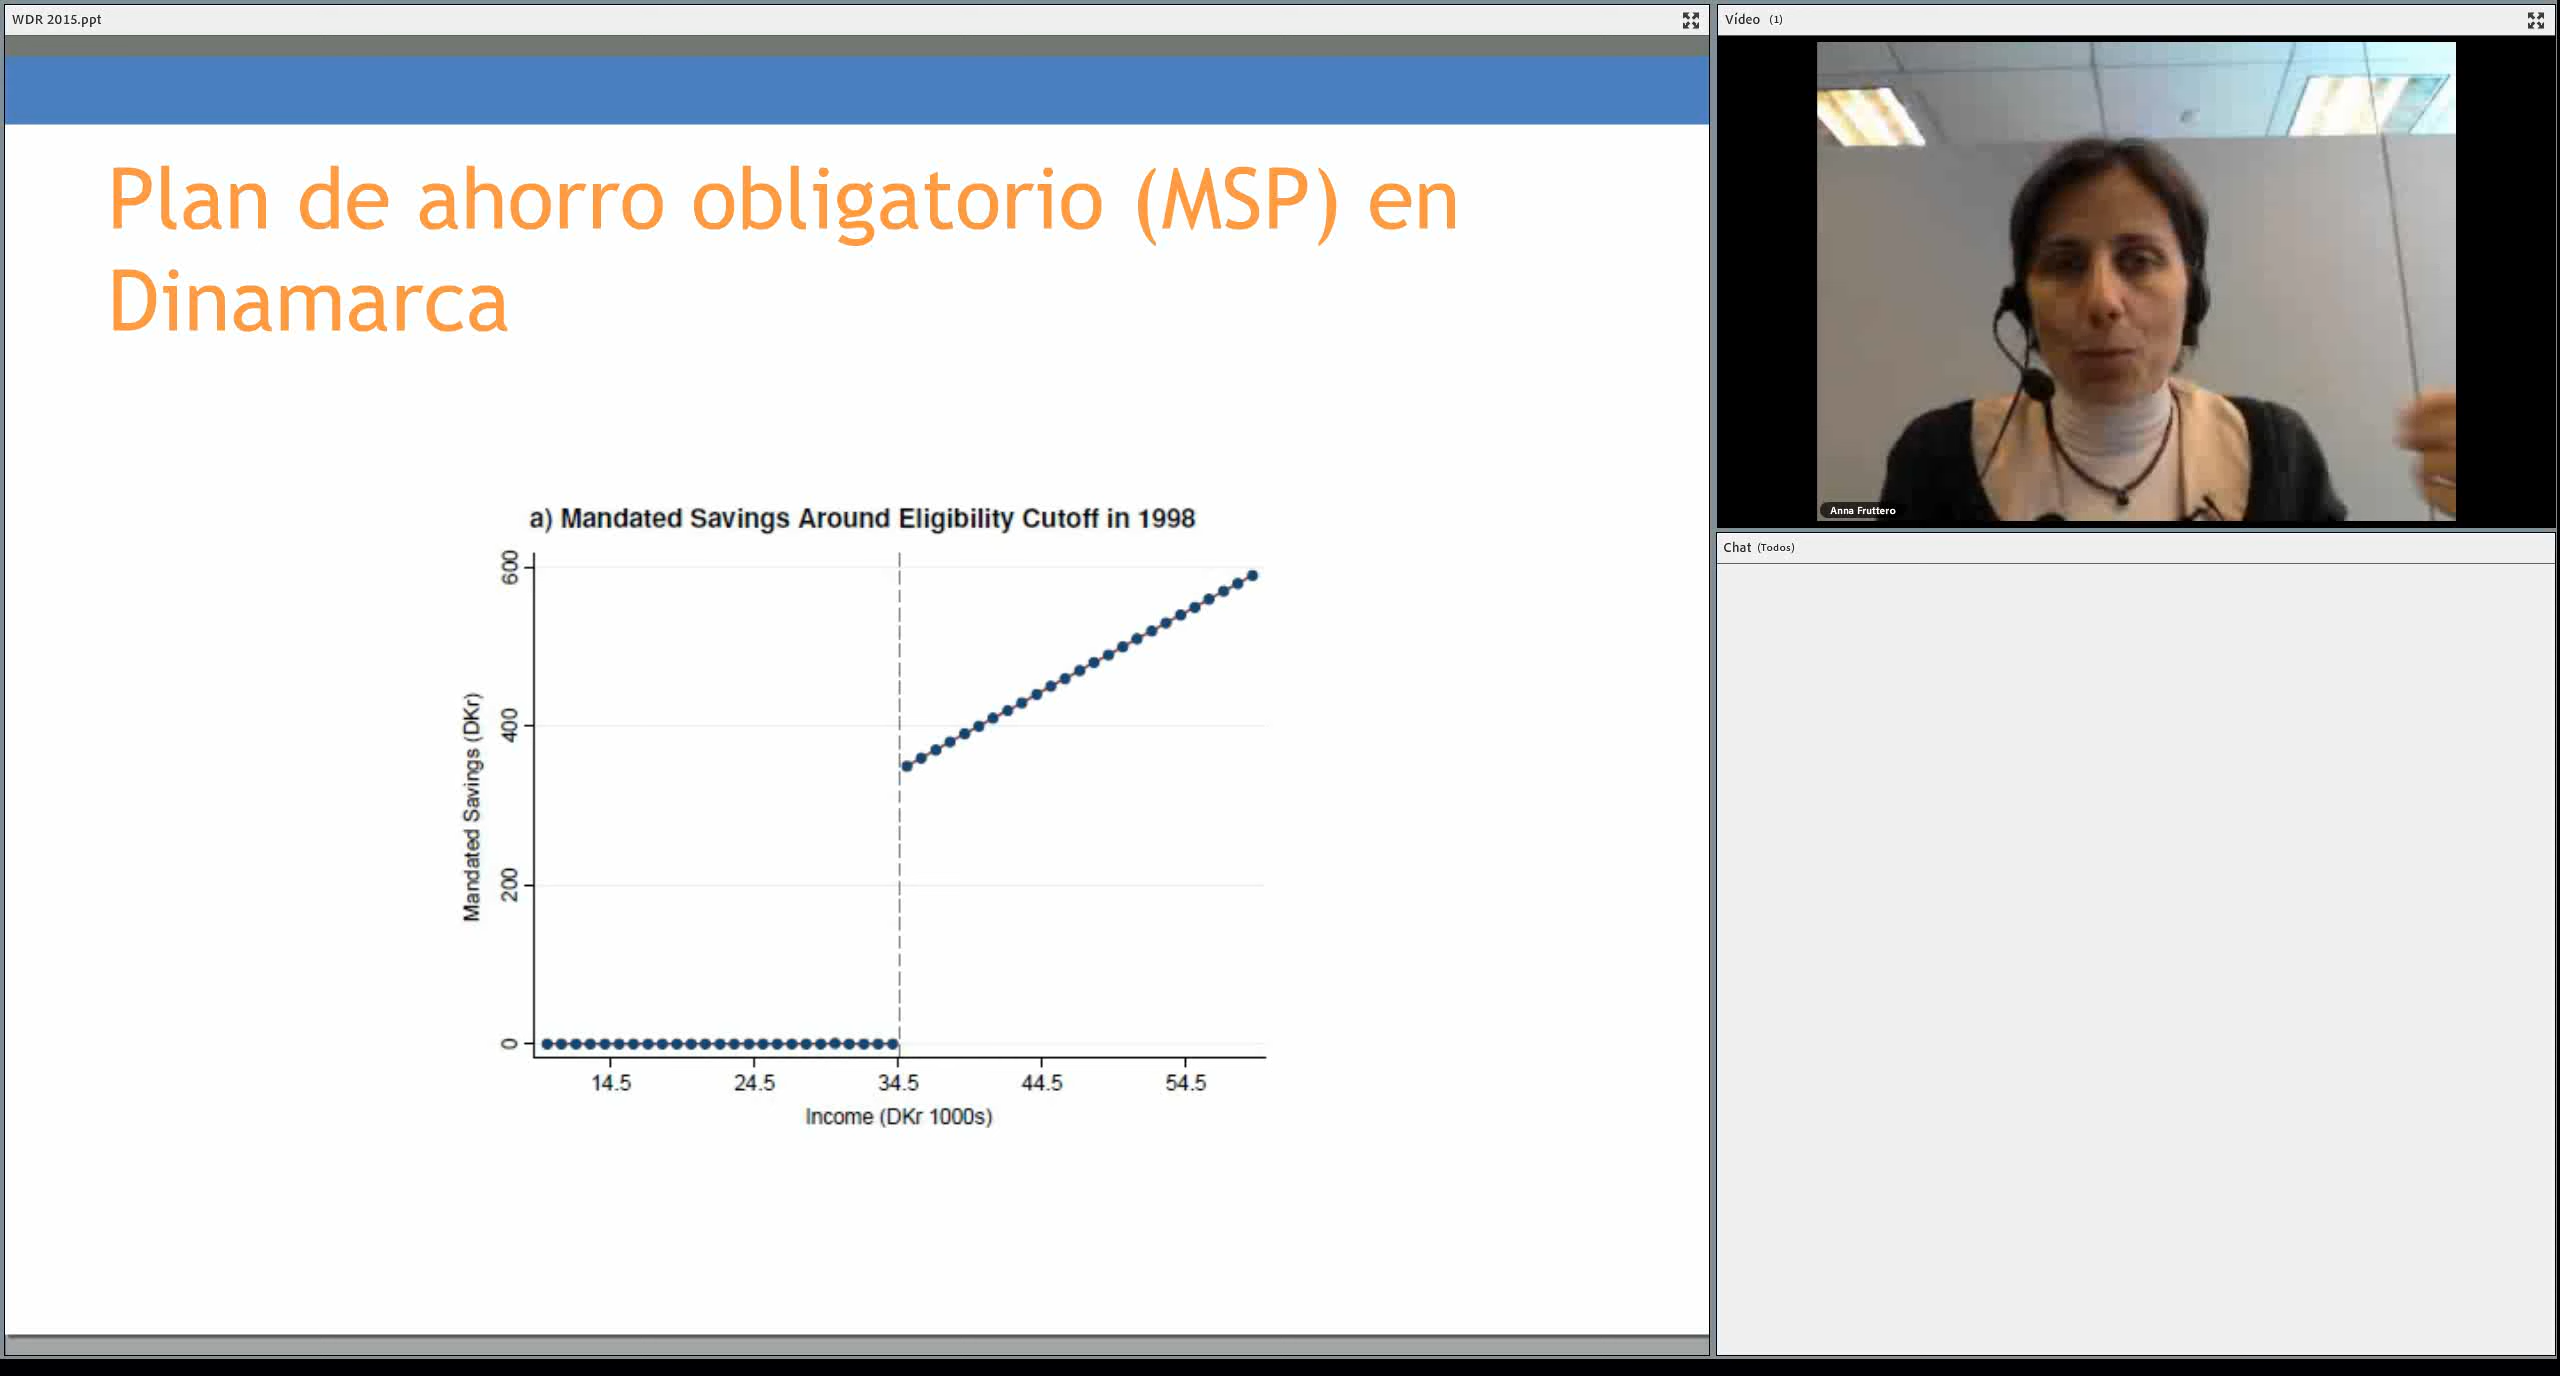 WDR 2015.ppt
Plan de ahorro obligatorio (MSP) en
Dinamarca
a) Mandated Savings Around Eligibility Cutoff in 1998
Mandated Savings (DKr)
600
400
200
0
14.5 24.5 34.5 44.5 54.5
Income (DKr 1000s)
Vídeo (1)
Anna Fruttero
Chat (Todos)